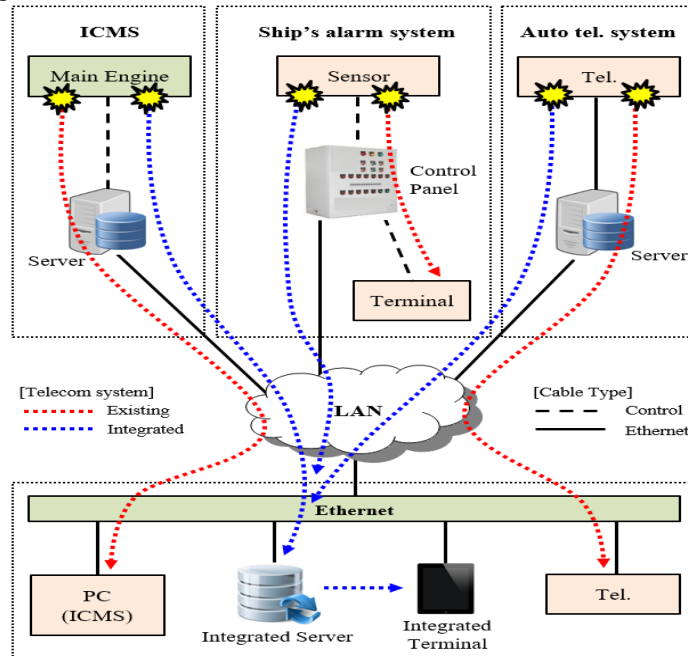 ICMS
Main Engine
Server
Ship's alarm system
Sensor
Control
Panel
Terminal
Auto tel. system
Tel.
Server
[Telecom system]
Existing
Integrated
LAN
[Cable Type]
Control
Ethernet
Ethernet
PC
(ICMS)
Integrated Server
Integrated
Terminal
Tel.